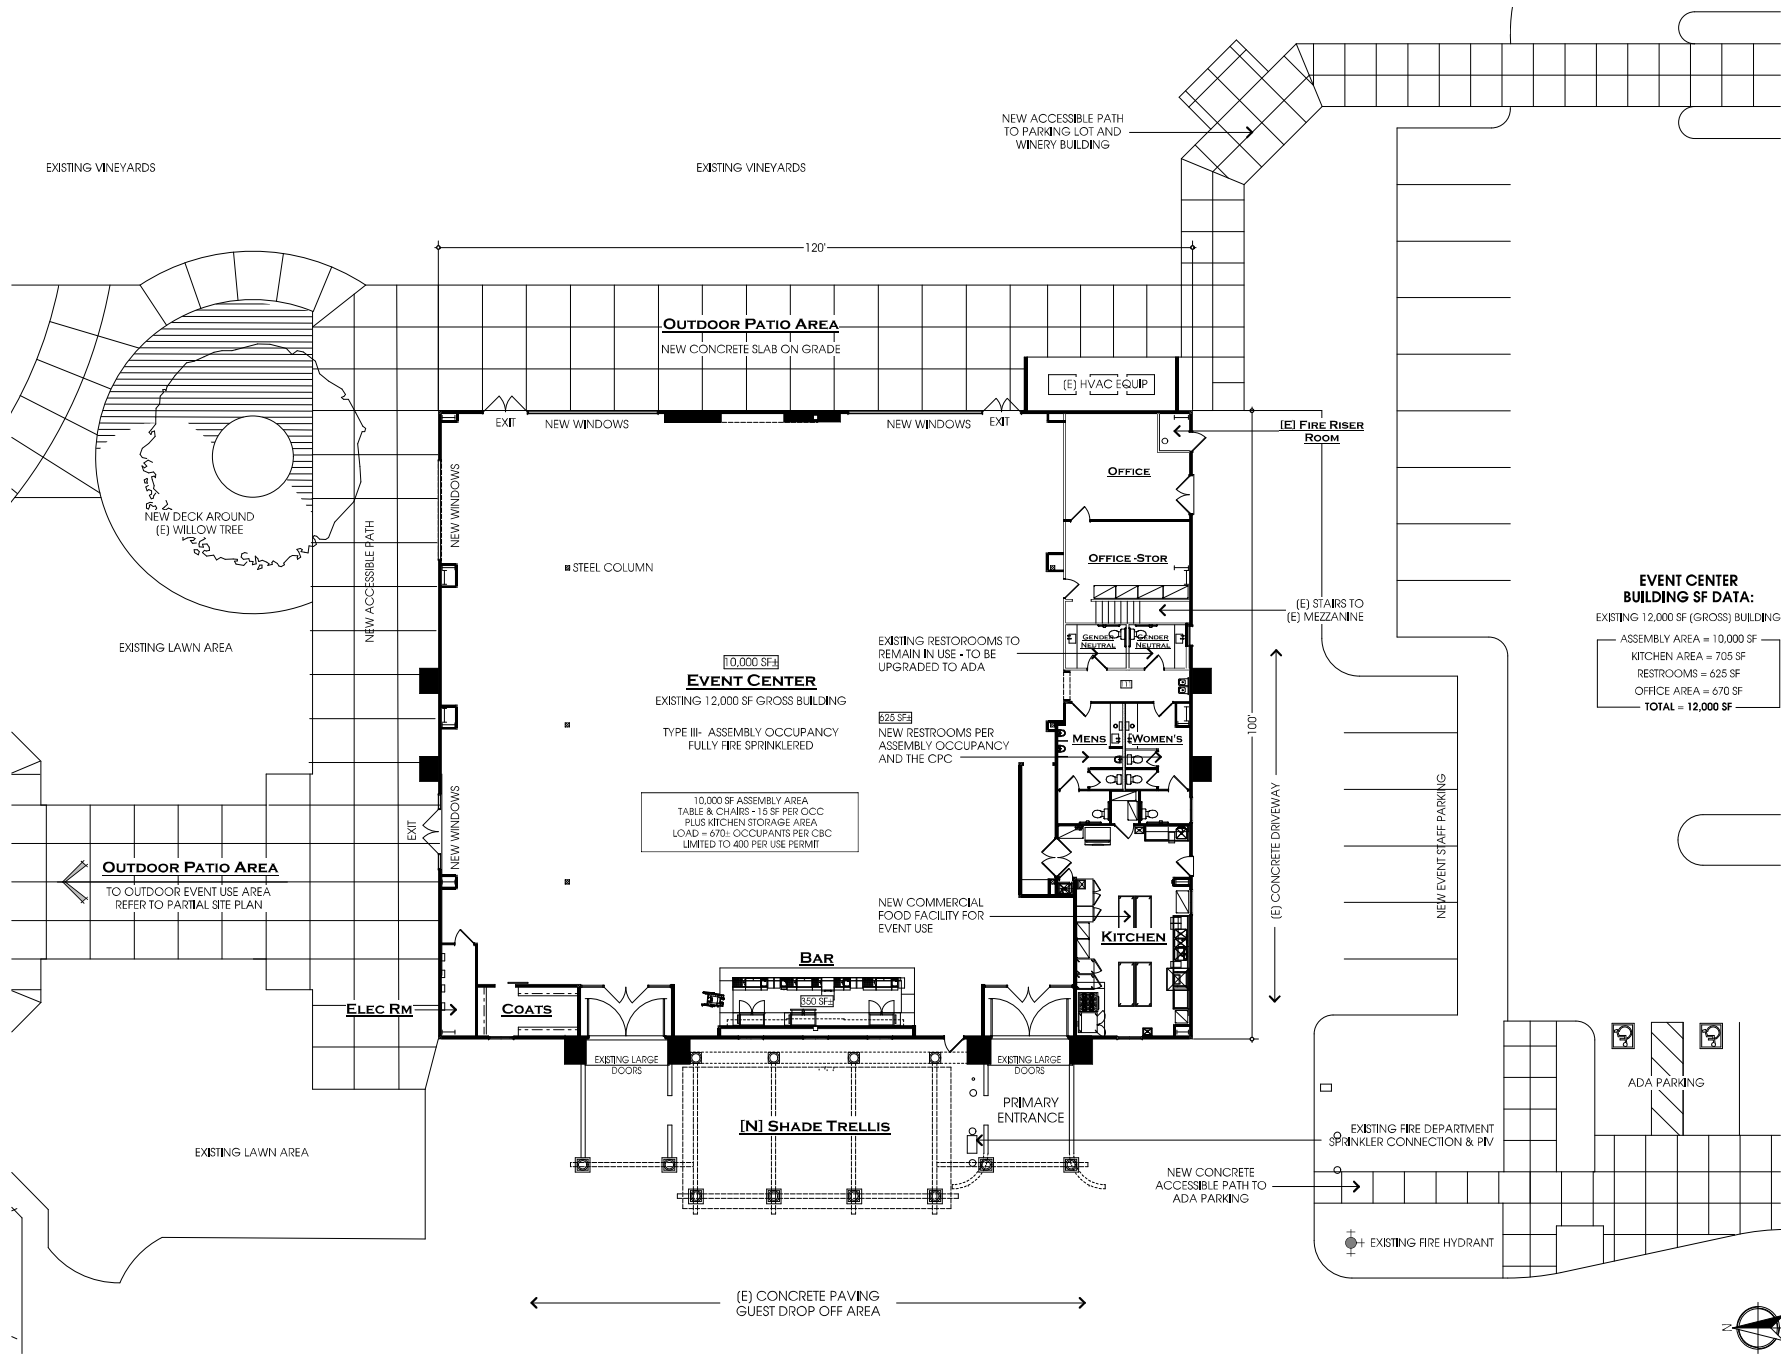 NEW ACCESSIBLE PATH
TO PARKING LOT AND
WINERY BUILDING
EXISTING VINEYARDS
EXISTING VINEYARDS
120'
OUTDOOR PATIO AREA
NEW CONCRETE SLAB ON GRADE
(E) HVAC EQUIP
EXIT
NEW WINDOWS
NEW WINDOWS
EXIT
[E] FIRE RISER
ROOM
OFFICE
NEW WINDOWS
NEW DECK AROUND
(E) WILLOW TREE
NEW ACCESSIBLE PATH
STEEL COLUMN
OFFICE-STOR
(E) STAIRS TO
(E) MEZZANINE
EVENT CENTER
BUILDING SF DATA:
EXISTING 12,000 SF (GROSS) BUILDING
ASSEMBLY AREA = 10,000 SF
KITCHEN AREA = 705 SF
RESTROOMS = 625 SF
OFFICE AREA = 670 SF
TOTAL = 12,000 SF
EXISTING LAWN AREA
EXISTING RESTOROOMS TO
REMAIN IN USE - TO BE
UPGRADED TO ADA
GENDER
NEUTRAL
GENDER
NEUTRAL
10,000 SF±
EVENT CENTER
EXISTING 12,000 SF GROSS BUILDING
TYPE III- ASSEMBLY OCCUPANCY
FULLY FIRE SPRINKLERED
625 SF±
NEW RESTROOMS PER
ASSEMBLY OCCUPANCY
AND THE CPC
MENS
WOMEN'S
100'
10,000 SF ASSEMBLY AREA
TABLE & CHAIRS - 15 SF PER OCC
PLUS KITCHEN STORAGE AREA
LOAD = 670± OCCUPANTS PER CBC
LIMITED TO 400 PER USE PERMIT
EXIT
NEW WINDOWS
(E) CONCRETE DRIVEWAY
NEW EVENT STAFF PARKING
OUTDOOR PATIO AREA
TO OUTDOOR EVENT USE AREA
REFER TO PARTIAL SITE PLAN
NEW COMMERCIAL
FOOD FACILITY FOR
EVENT USE
KITCHEN
BAR
350 SF±
ELEC RM
COATS
EXISTING LARGE
DOORS
EXISTING LARGE
DOORS
ADA PARKING
PRIMARY
ENTRANCE
[N] SHADE TRELLIS
EXISTING FIRE DEPARTMENT
SPRINKLER CONNECTION & PIV
EXISTING LAWN AREA
NEW CONCRETE
ACCESSIBLE PATH TO
ADA PARKING
EXISTING FIRE HYDRANT
(E) CONCRETE PAVING
GUEST DROP OFF AREA
N